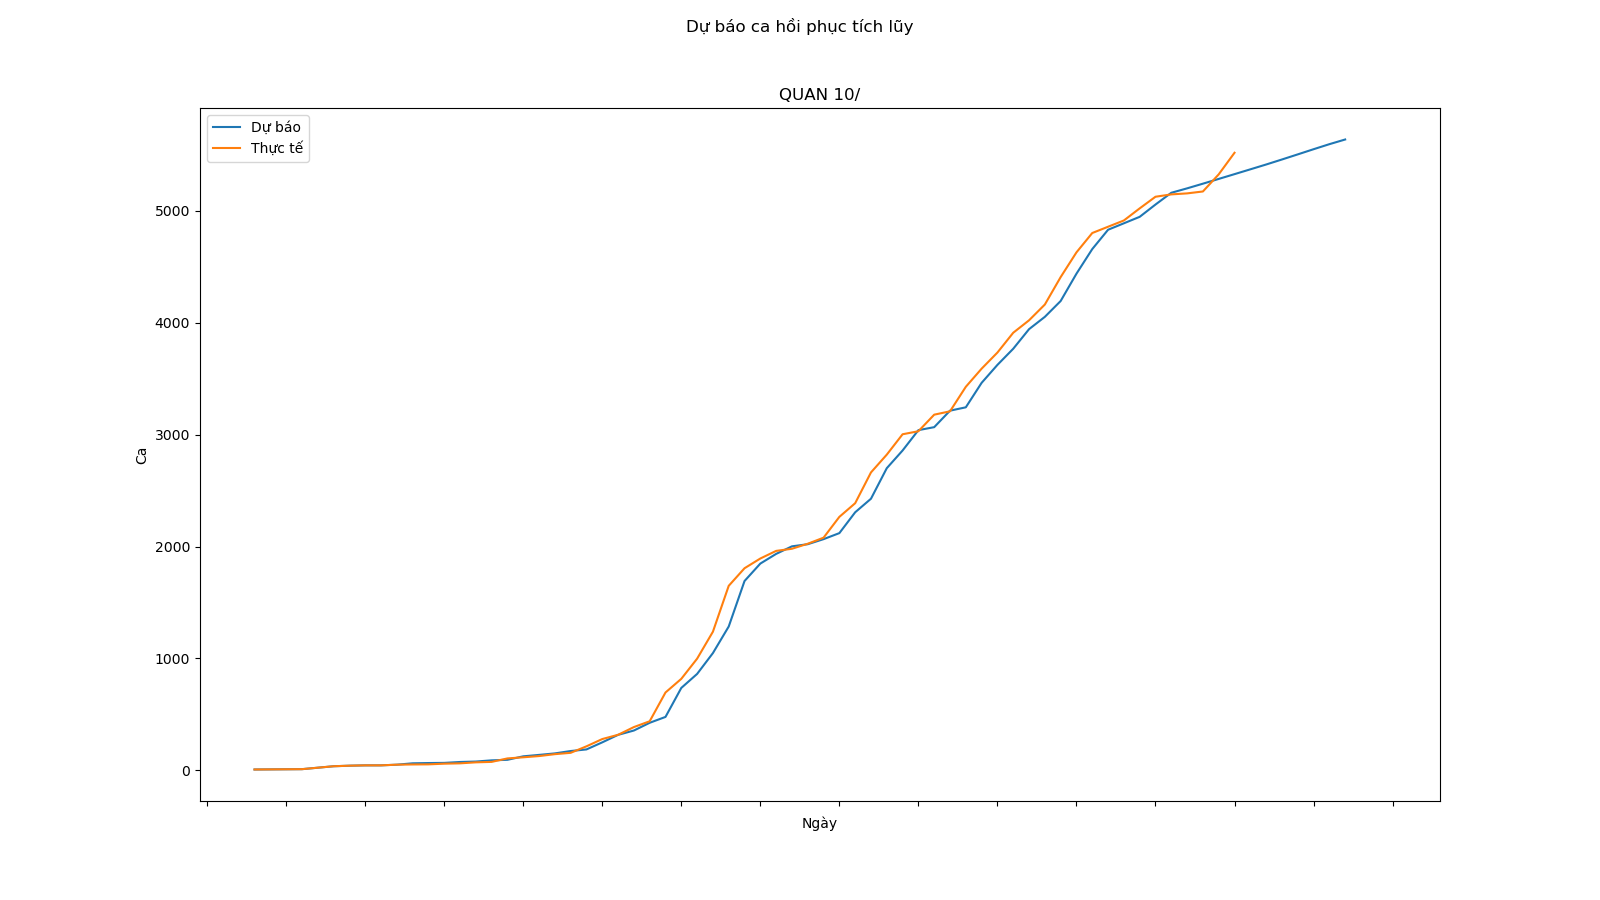 Dự báo ca hồi phục tích lũy
QUAN 10/
Dự báo
Thực tế
5000
4000
3000
2000
1000
0
Ca
Ngày